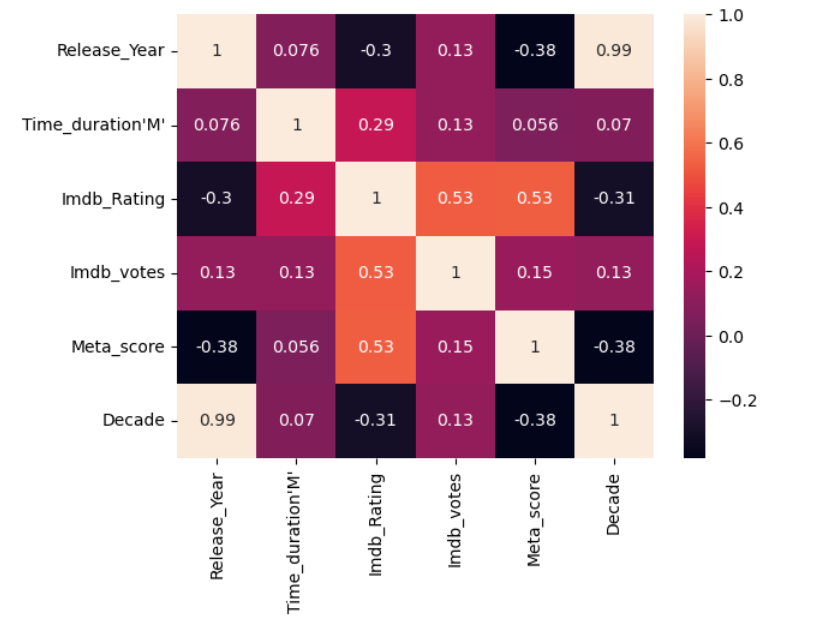 Release_Year 1 0.076 -0.3 0.13 -0.38 0.99
Time_duration'M' 0.076 1 0.29 0.13 0.056 0.07
Imdb_Rating -0.3 0.29 1 0.53 0.53 -0.31
Imdb_votes 0.13 0.13 0.53 1 0.15 0.13
Meta_score -0.38 0.056 0.53 0.15 1 -0.38
Decade 0.99 0.07 -0.31 0.13 -0.38 1
Release_Year
Time_duration'M'
Imdb_Rating
Imdb_votes
Meta_score
Decade
1.0
0.8
0.6
0.4
0.2
0.0
−0.2